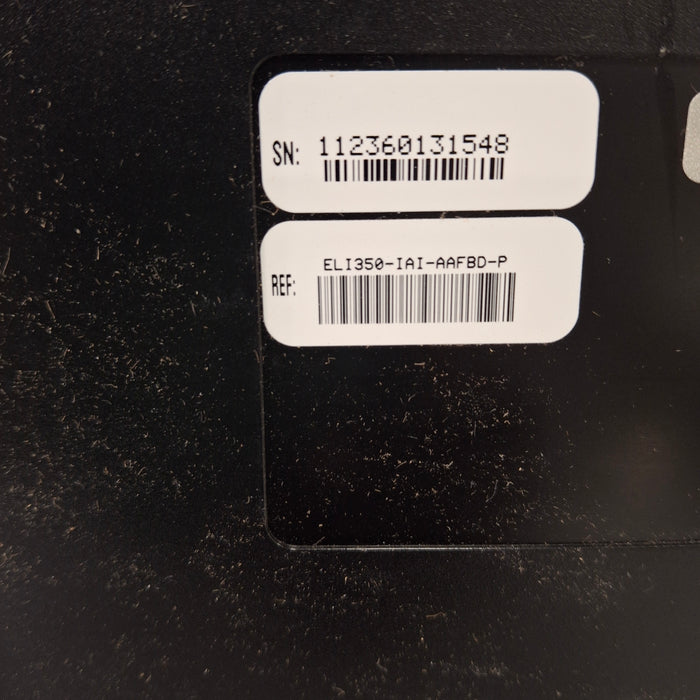 SN: 112360131548
REF: ELI350-IAI-AAFBD-P